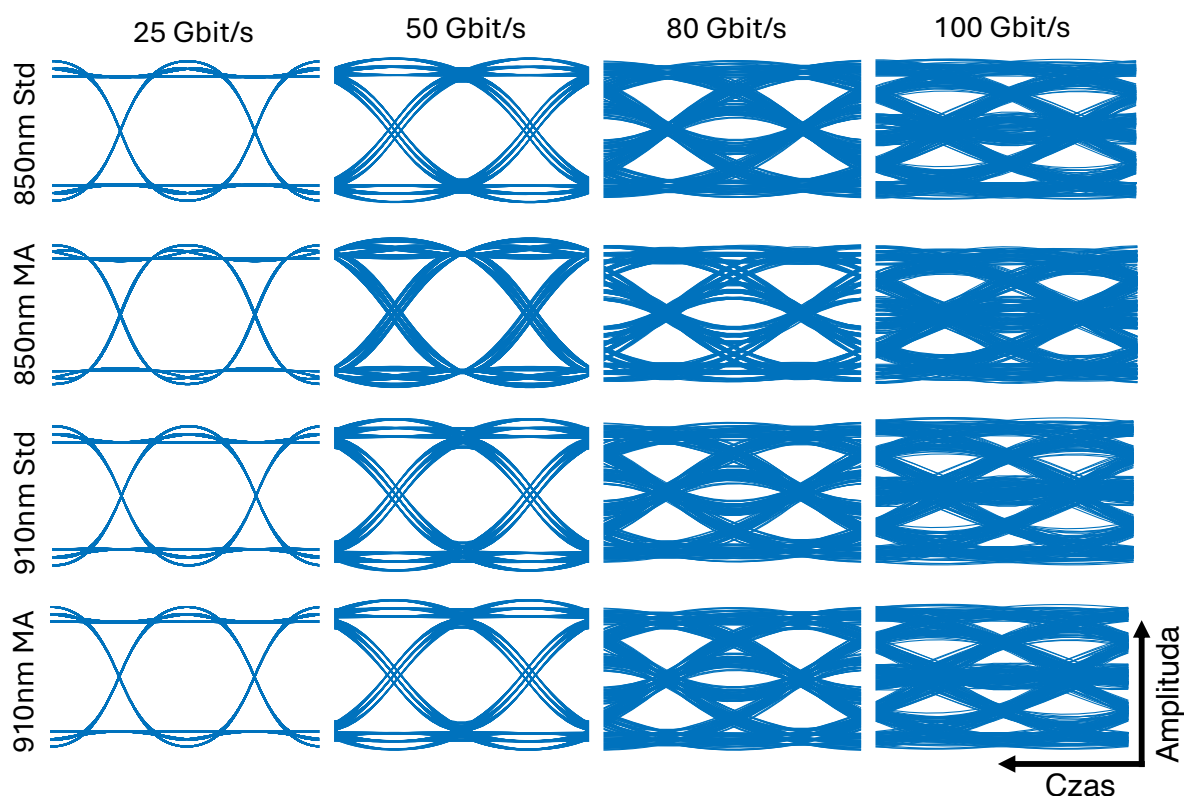 25 Gbit/s
50 Gbit/s
80 Gbit/s
100 Gbit/s
850nm Std
850nm MA
910nm Std
910nm MA
Amplituda
Czas